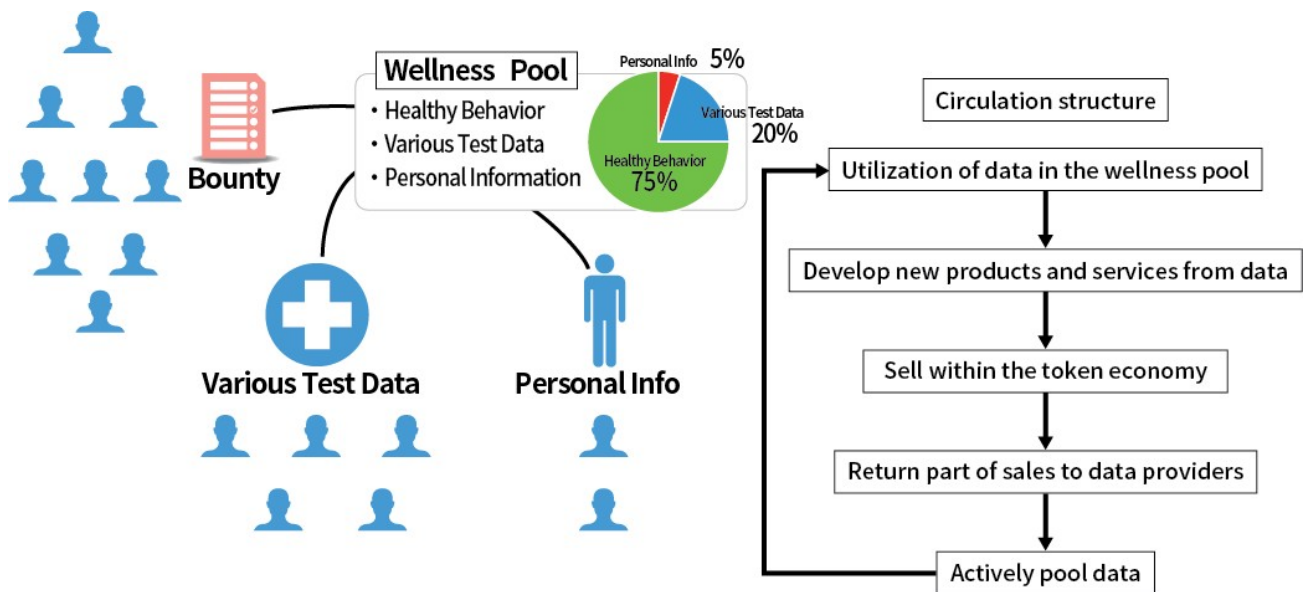 Wellness Pool
• Healthy Behavior
• Various Test Data
• Personal Information
Personal Info 5%
Various Test Data
20%
Healthy Behavior
75%
Bounty
Various Test Data
Personal Info
Circulation structure
Utilization of data in the wellness pool
Develop new products and services from data
Sell within the token economy
Return part of sales to data providers
Actively pool data